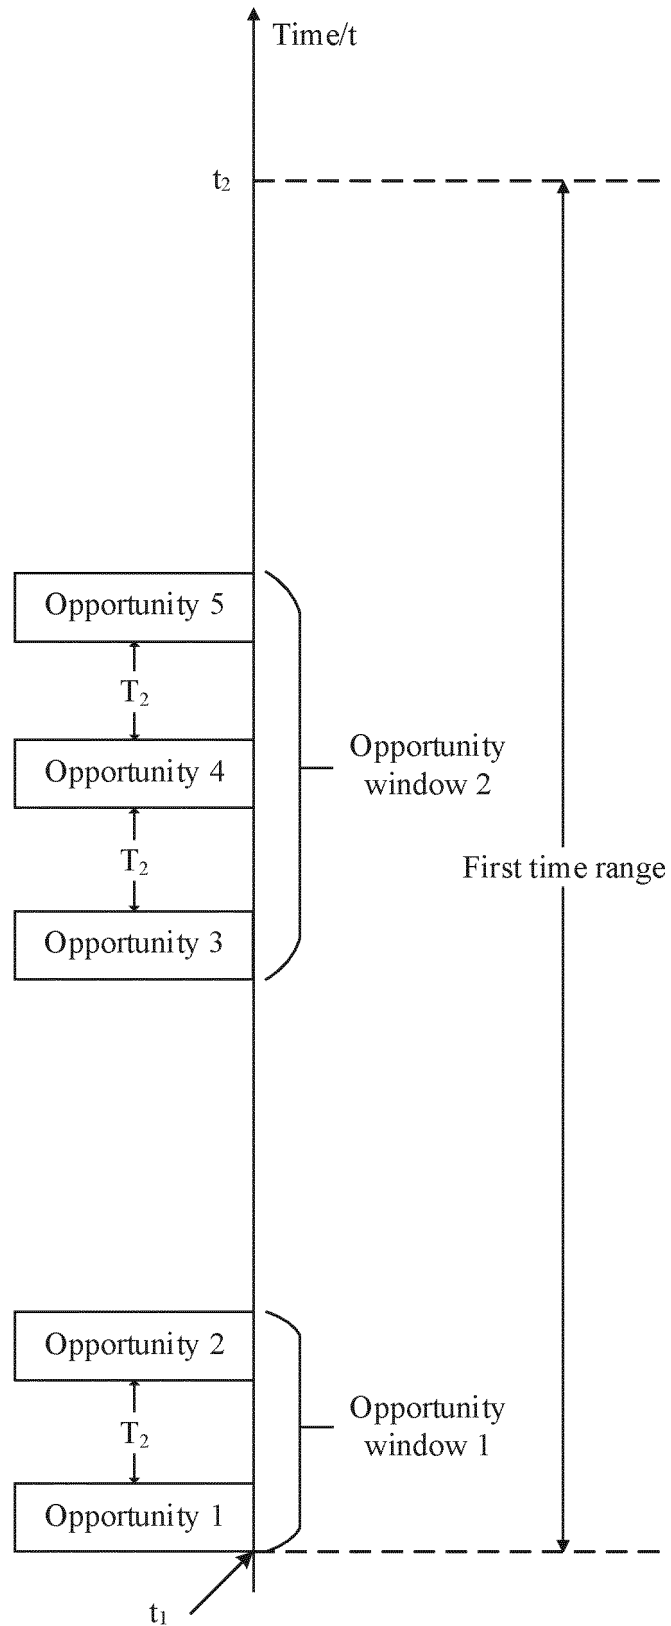 Time/t
t₂
Opportunity 5
T₂
Opportunity 4
Opportunity
window 2
T₂
First time range
Opportunity 3
Opportunity 2
T₂
Opportunity
window 1
Opportunity 1
t₁